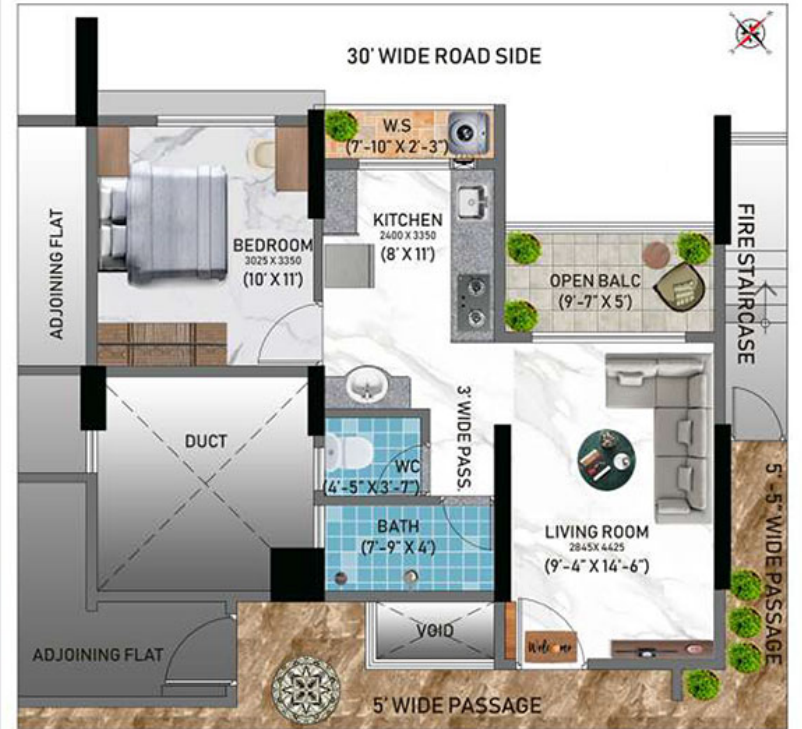 30' WIDE ROAD SIDE
W.S
(7'-10" X 2'-3")
ADJOINING FLAT
BEDROOM
3025 X 3350
(10' X 11')
KITCHEN
2400 X 3350
(8' X 11')
OPEN BALC
(9'-7" X 5')
FIRE STAIRCASE
DUCT
3' WIDE PASS.
WC
(4'-5" X 3'-7")
BATH
(7'-9" X 4')
LIVING ROOM
2845X 4425
(9'-4" X 14'-6")
5'-5" WIDE PASSAGE
VOID
Welcome
ADJOINING FLAT
5' WIDE PASSAGE